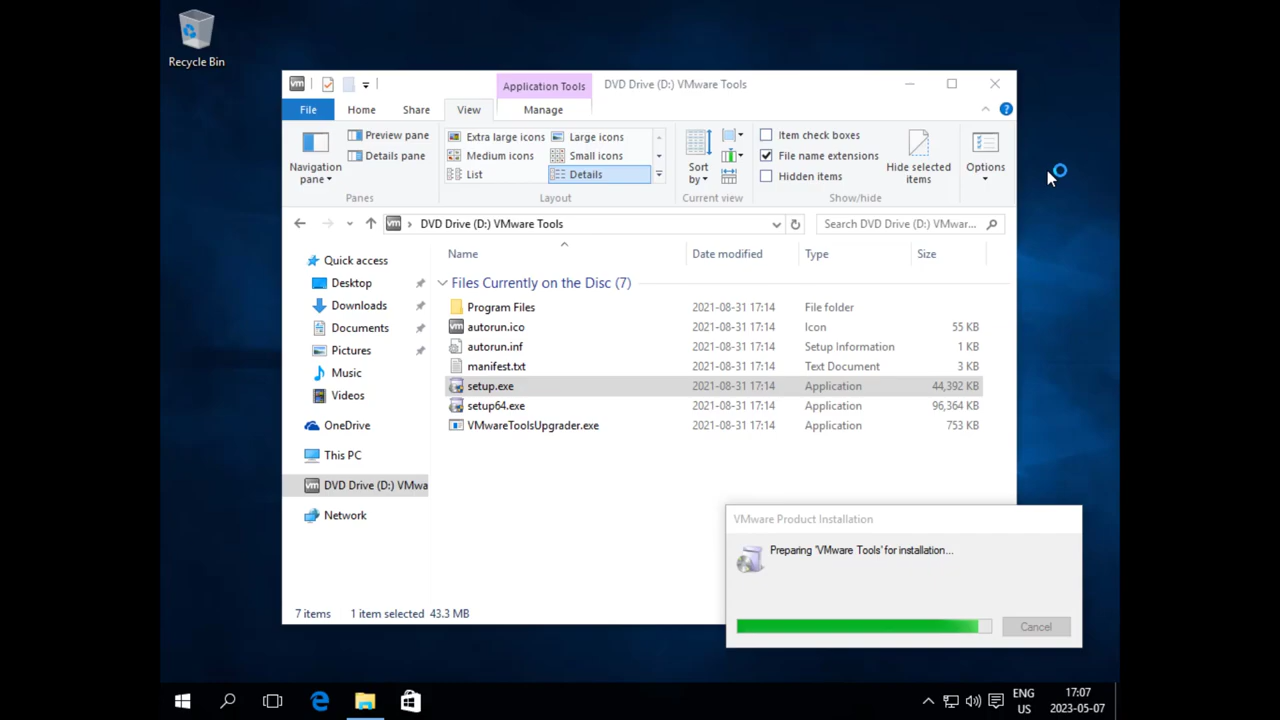 Recycle Bin
Application Tools
DVD Drive (D:) VMware Tools
File
Home
Share
View
Manage
Navigation pane
Preview pane
Details pane
Panes
Extra large icons
Large icons
Medium icons
Small icons
List
Details
Layout
Sort by
Current view
Item check boxes
File name extensions
Hidden items
Hide selected items
Show/hide
Options
DVD Drive (D:) VMware Tools
Search DVD Drive (D:) VMwar...
Quick access
Desktop
Downloads
Documents
Pictures
Music
Videos
OneDrive
This PC
DVD Drive (D:) VMwa
Network
Name Date modified Type Size
Files Currently on the Disc (7)
Program Files 2021-08-31 17:14 File folder
autorun.ico 2021-08-31 17:14 Icon 55 KB
autorun.inf 2021-08-31 17:14 Setup Information 1 KB
manifest.txt 2021-08-31 17:14 Text Document 3 KB
setup.exe 2021-08-31 17:14 Application 44,392 KB
setup64.exe 2021-08-31 17:14 Application 96,364 KB
VMwareToolsUpgrader.exe 2021-08-31 17:14 Application 753 KB
7 items 1 item selected 43.3 MB
VMware Product Installation
Preparing 'VMware Tools' for installation...
Cancel
ENG
US
17:07
2023-05-07